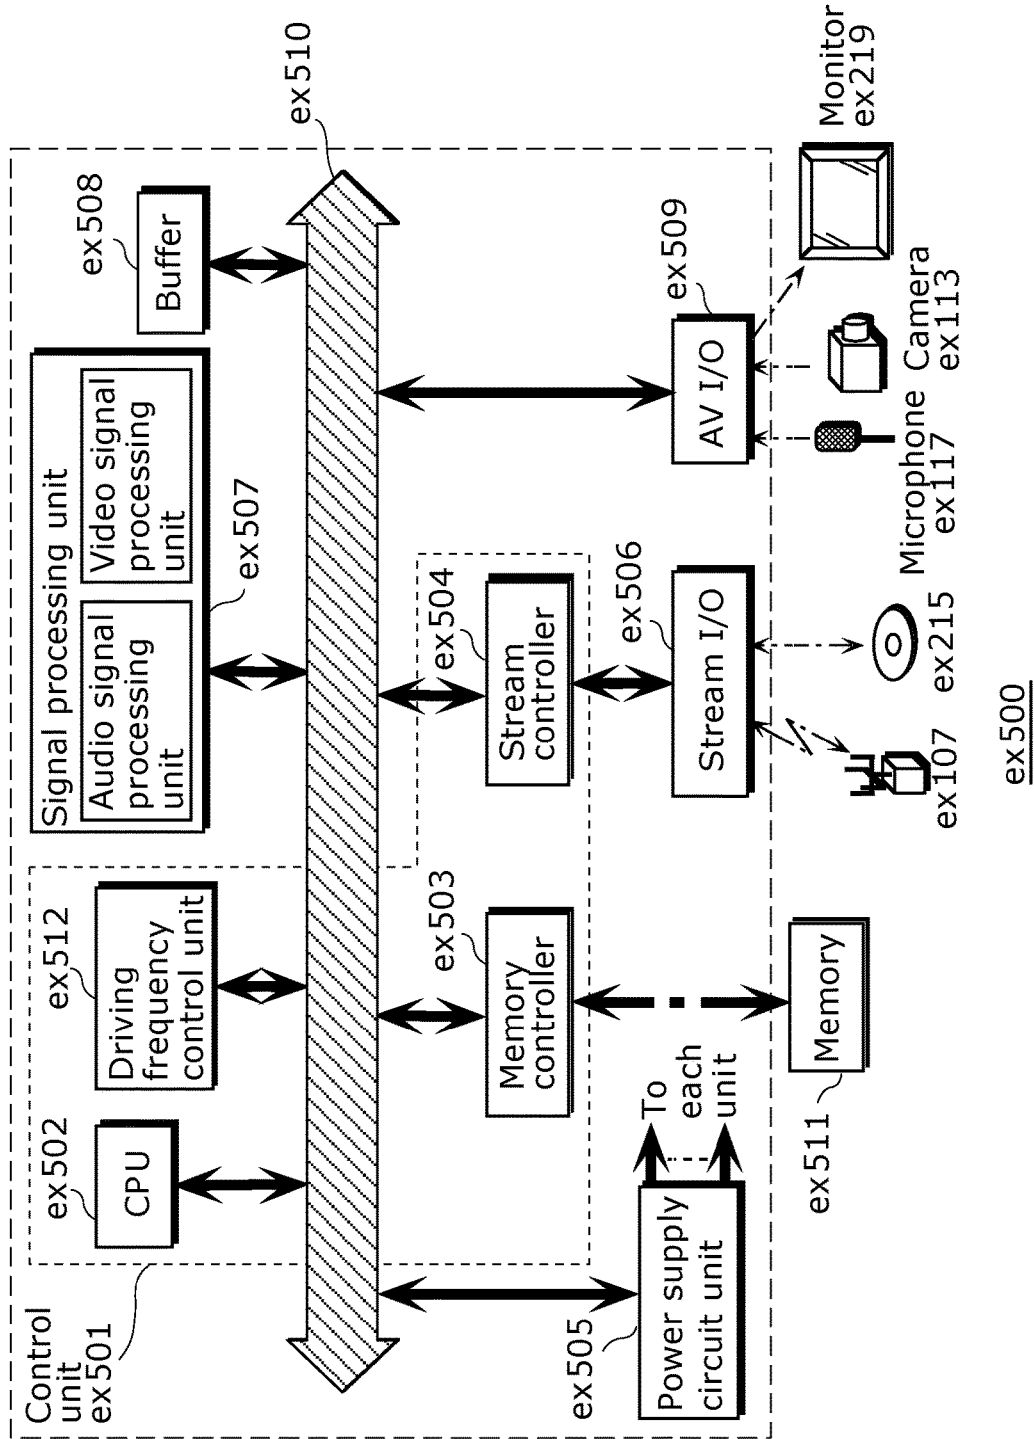 Control
unit
ex501
ex502
CPU
ex512
Driving
frequency
control unit
Signal processing unit
Audio signal
processing
unit
Video signal
processing
unit
ex507
ex508
Buffer
ex510
ex503
Memory
controller
ex504
Stream
controller
ex505
Power supply
circuit unit
To
each
unit
ex506
Stream I/O
ex509
AV I/O
ex511
Memory
ex107
ex215
Microphone
ex117
Camera
ex113
Monitor
ex219
ex500